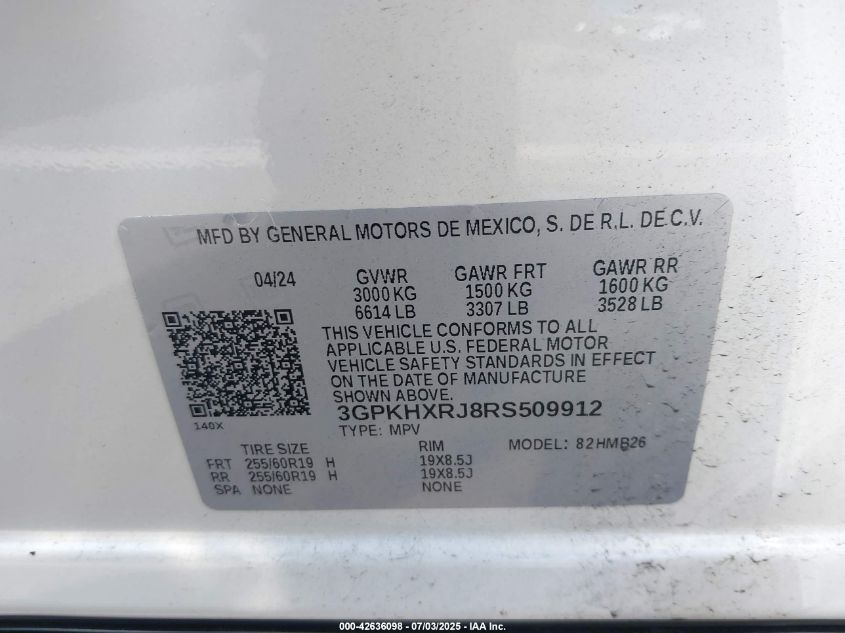 MFD BY GENERAL MOTORS DE MEXICO, S. DE R.L. DE C.V.
04/24 GVWR GAWR FRT GAWR RR
3000 KG 1500 KG 1600 KG
6614 LB 3307 LB 3528 LB
THIS VEHICLE CONFORMS TO ALL
APPLICABLE U.S. FEDERAL MOTOR
VEHICLE SAFETY STANDARDS IN EFFECT
ON THE DATE OF MANUFACTURE
SHOWN ABOVE.
3GPKHXRJ8RS509912
140X
TYPE: MPV
TIRE SIZE RIM MODEL: 82HMB26
FRT 255/60R19 H 19X8.5J
RR 255/60R19 H 19X8.5J
SPA NONE NONE
000-42636098 - 07/03/2025 - IAA Inc.